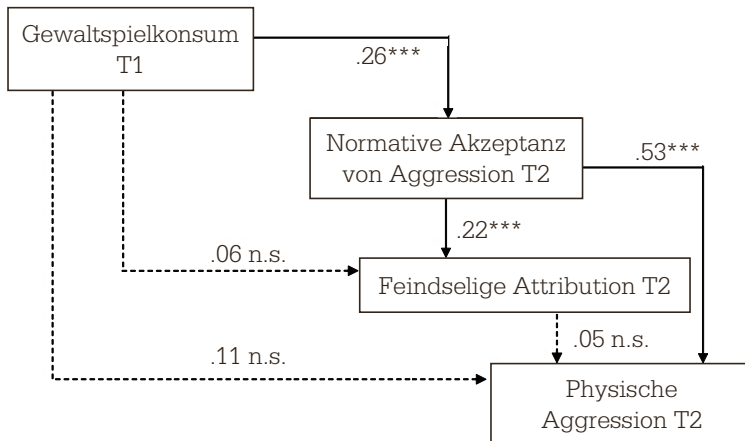 Gewaltspielkonsum
T1
.26***
Normative Akzeptanz
von Aggression T2
.53***
.22***
.06 n.s.
Feindselige Attribution T2
.11 n.s.
.05 n.s.
Physische
Aggression T2